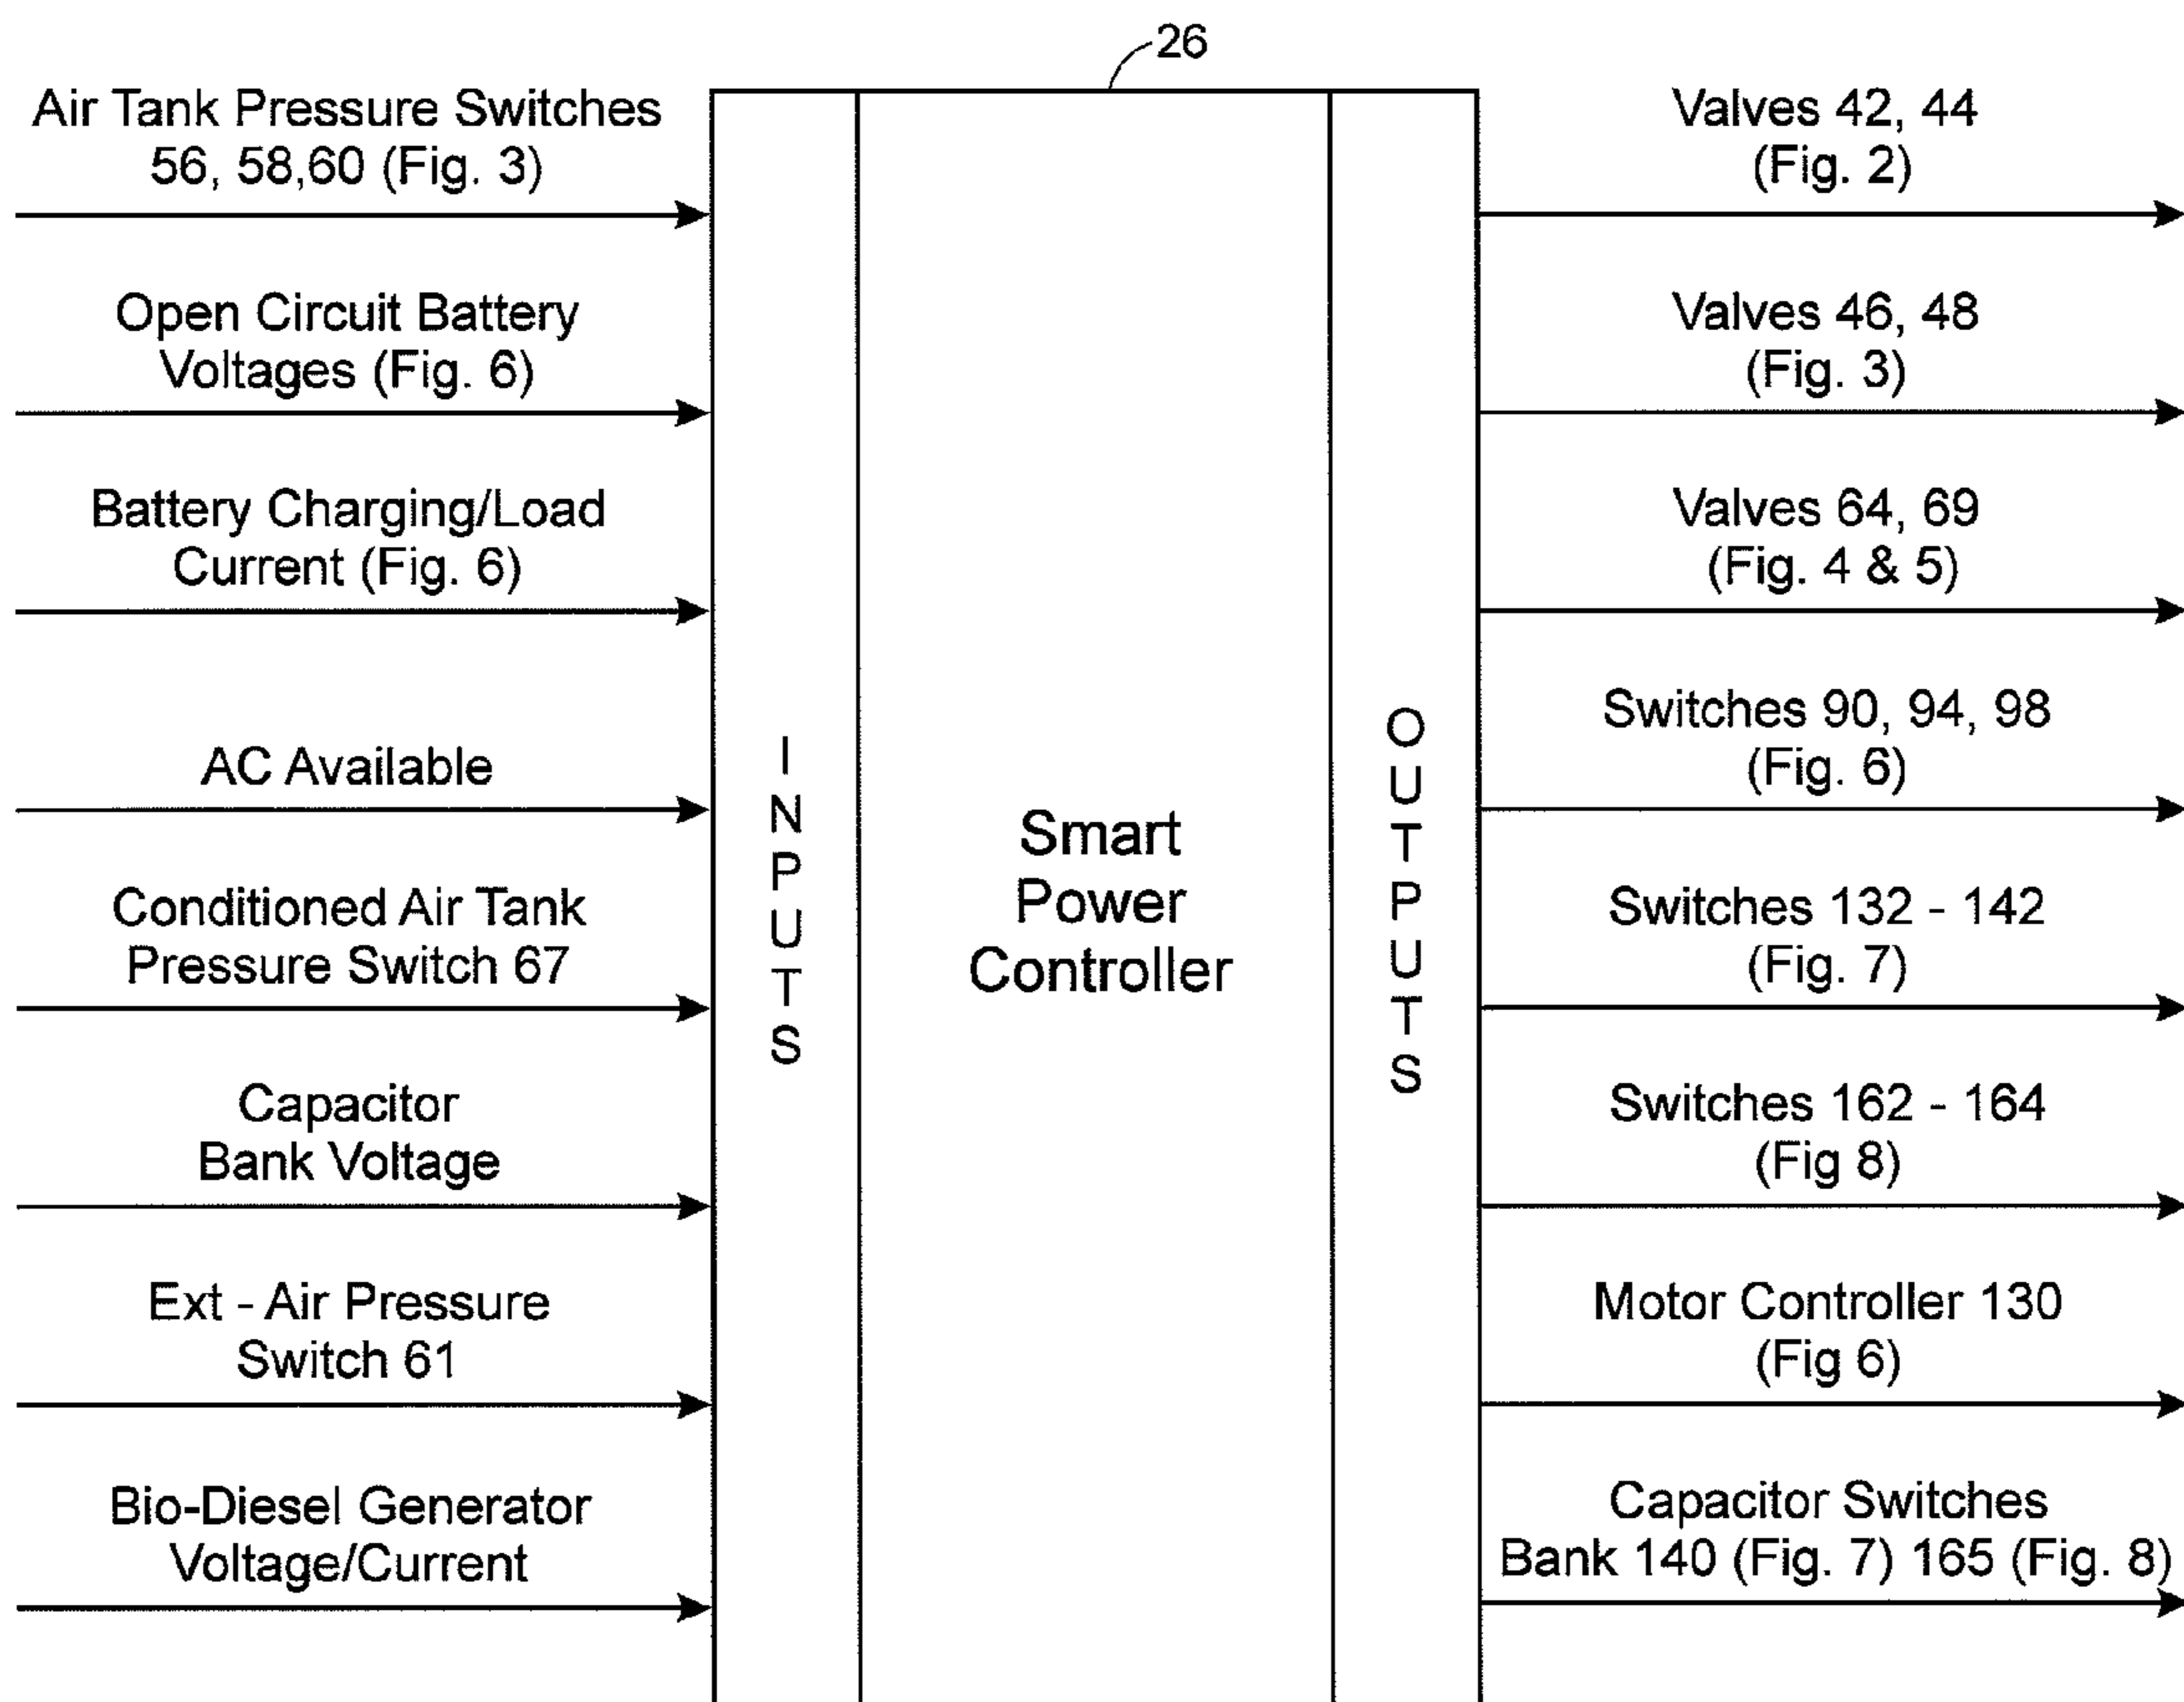 26
Air Tank Pressure Switches
56, 58,60 (Fig. 3)
Open Circuit Battery
Voltages (Fig. 6)
Battery Charging/Load
Current (Fig. 6)
AC Available
Conditioned Air Tank
Pressure Switch 67
Capacitor
Bank Voltage
Ext - Air Pressure
Switch 61
Bio-Diesel Generator
Voltage/Current
INPUTS
Smart
Power
Controller
OUTPUTS
Valves 42, 44
(Fig. 2)
Valves 46, 48
(Fig. 3)
Valves 64, 69
(Fig. 4 & 5)
Switches 90, 94, 98
(Fig. 6)
Switches 132 - 142
(Fig. 7)
Switches 162 - 164
(Fig 8)
Motor Controller 130
(Fig 6)
Capacitor Switches
Bank 140 (Fig. 7) 165 (Fig. 8)